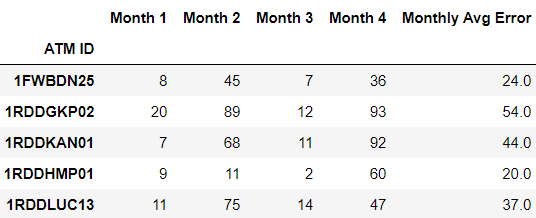 Month 1 Month 2 Month 3 Month 4 Monthly Avg Error
ATM ID
1FWBDN25 8 45 7 36 24.0
1RDDGKP02 20 89 12 93 54.0
1RDDKAN01 7 68 11 92 44.0
1RDDHMP01 9 11 2 60 20.0
1RDDLUC13 11 75 14 47 37.0